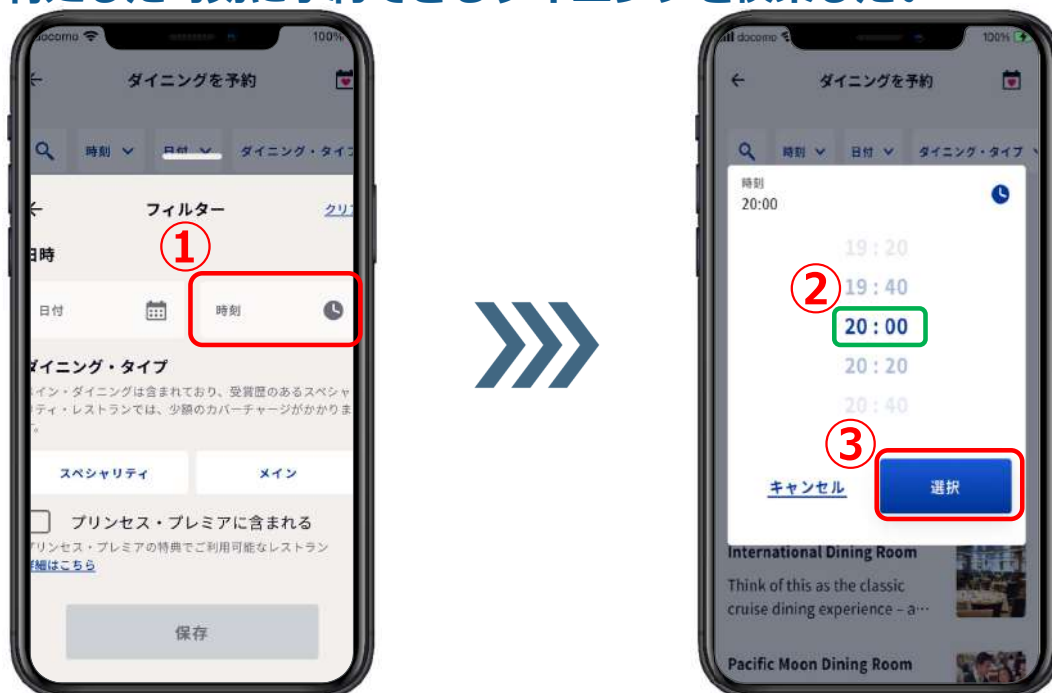 docomo 100%
ダイニングを予約
時刻 日付 ダイニング・タイ
フィルター クリ
日時
①
日付 時刻
ダイニング・タイプ
イン・ダイニングは含まれており、受賞歴のあるスペシャ
リティ・レストランでは、少額のカバーチャージがかかりま
す。
スペシャリティ メイン
プリンセス・プレミアに含まれる
プリンセス・プレミアの特典でご利用可能なレストラン
詳細はこちら
保存
docomo 100%
ダイニングを予約
時刻 日付 ダイニング・タイプ
時刻
20:00
19 : 20
②
19 : 40
20 : 00
20 : 20
20 : 40
③
キャンセル 選択
International Dining Room
Think of this as the classic
cruise dining experience – a…
Pacific Moon Dining Room